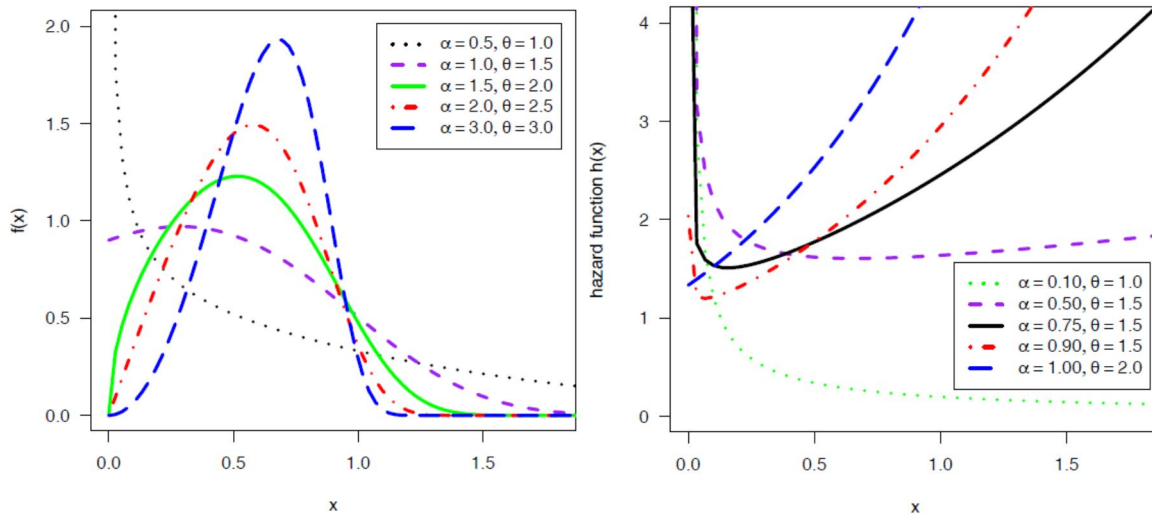 2.0
1.5
1.0
0.5
0.0
f(x)
α = 0.5, θ = 1.0
α = 1.0, θ = 1.5
α = 1.5, θ = 2.0
α = 2.0, θ = 2.5
α = 3.0, θ = 3.0
0.0 0.5 1.0 1.5
x
4
3
2
1
0
hazard function h(x)
α = 0.10, θ = 1.0
α = 0.50, θ = 1.5
α = 0.75, θ = 1.5
α = 0.90, θ = 1.5
α = 1.00, θ = 2.0
0.0 0.5 1.0 1.5
x